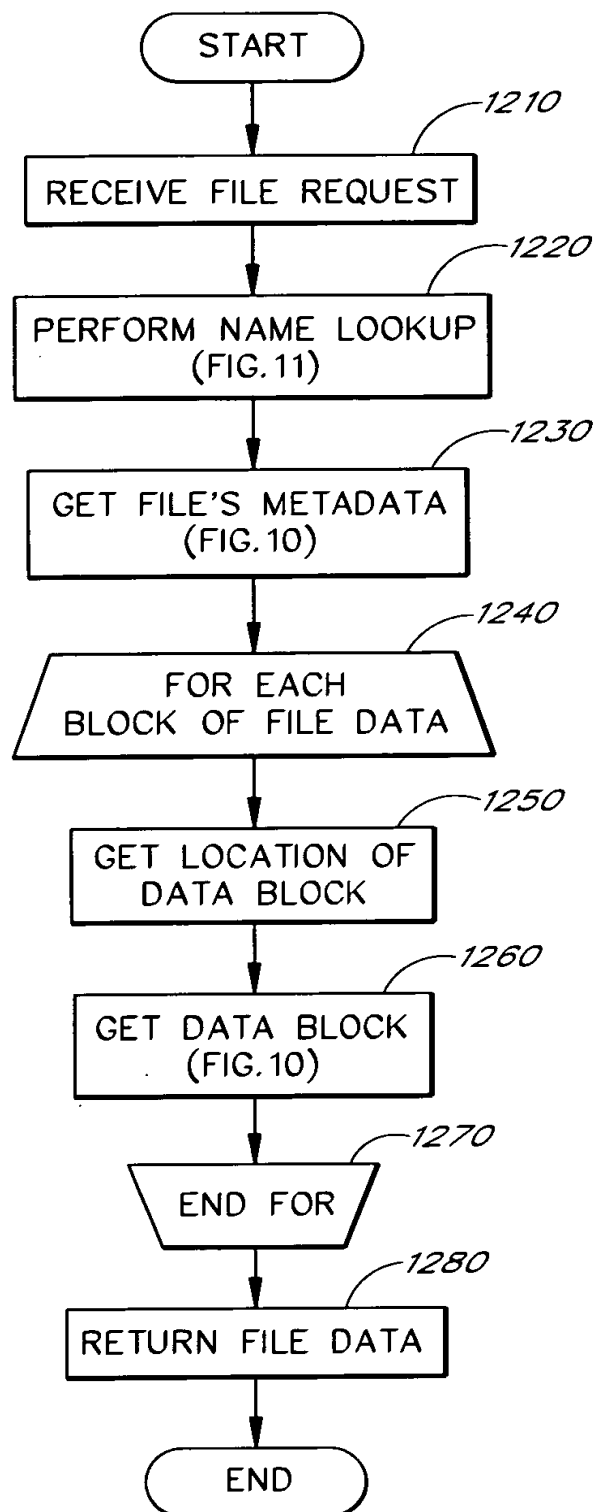 START
1210
RECEIVE FILE REQUEST
1220
PERFORM NAME LOOKUP
(FIG. 11)
1230
GET FILE'S METADATA
(FIG. 10)
1240
FOR EACH
BLOCK OF FILE DATA
1250
GET LOCATION OF
DATA BLOCK
1260
GET DATA BLOCK
(FIG. 10)
1270
END FOR
1280
RETURN FILE DATA
END